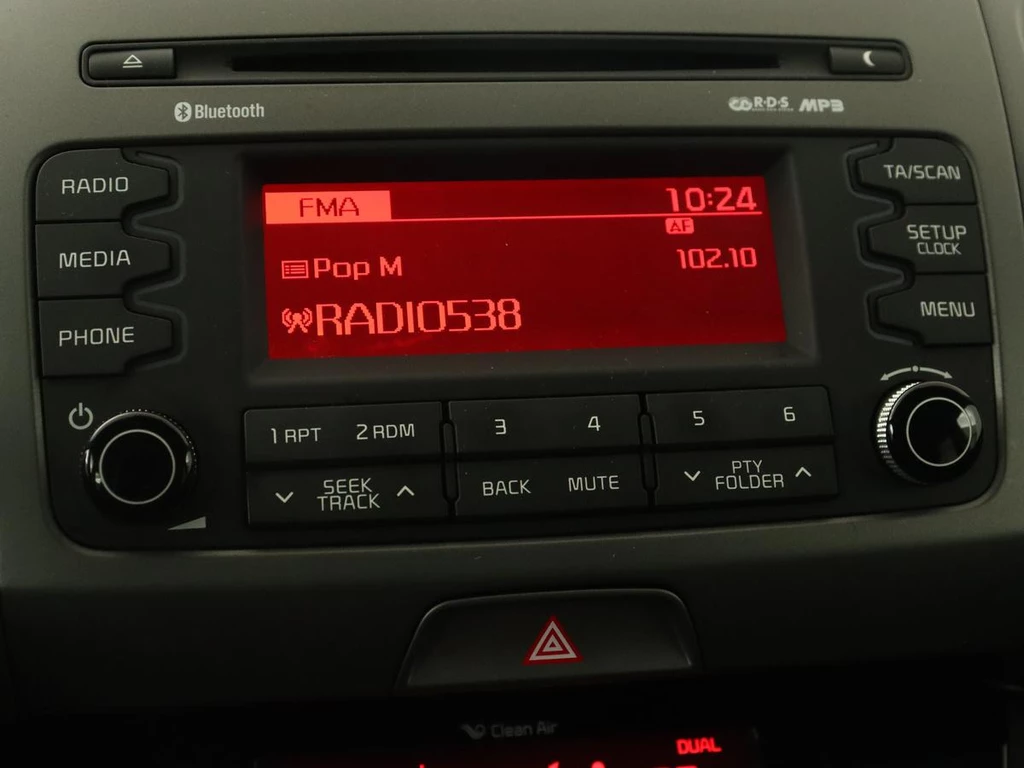 Bluetooth
R·D·S MP3
RADIO
MEDIA
PHONE
FMA 10:24
AF
Pop M 102.10
RADIO538
TA/SCAN
SETUP
CLOCK
MENU
1 RPT 2 RDM 3 4 5 6
SEEK
TRACK
BACK MUTE
PTY
FOLDER
Clean Air
DUAL